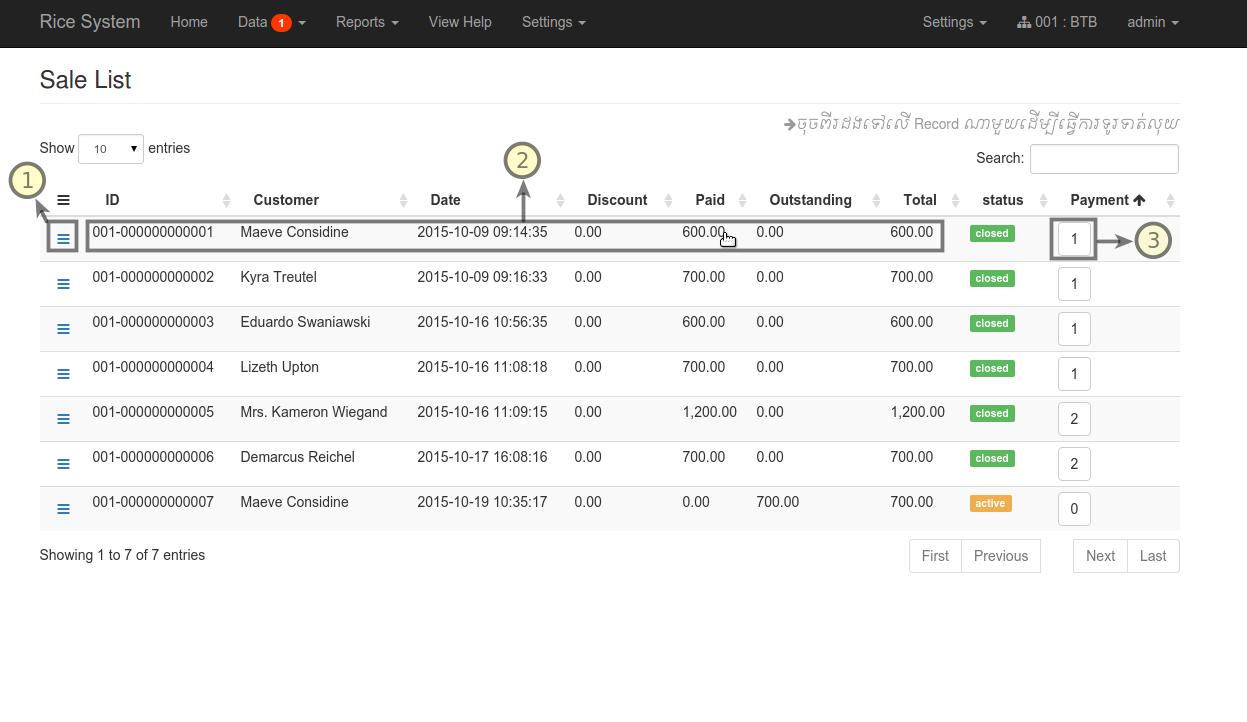 Rice System Home Data 1 Reports View Help Settings Settings 001 : BTB admin
Sale List
➔ចុចពីរដងទៅលើ Record ណាមួយដើម្បីធ្វើការទូរទាត់លុយ
Show 10 entries
Search:
1
2
ID Customer Date Discount Paid Outstanding Total status Payment
001-000000000001 Maeve Considine 2015-10-09 09:14:35 0.00 600.00 0.00 600.00 closed 1
3
001-000000000002 Kyra Treutel 2015-10-09 09:16:33 0.00 700.00 0.00 700.00 closed 1
001-000000000003 Eduardo Swaniawski 2015-10-16 10:56:35 0.00 600.00 0.00 600.00 closed 1
001-000000000004 Lizeth Upton 2015-10-16 11:08:18 0.00 700.00 0.00 700.00 closed 1
001-000000000005 Mrs. Kameron Wiegand 2015-10-16 11:09:15 0.00 1,200.00 0.00 1,200.00 closed 2
001-000000000006 Demarcus Reichel 2015-10-17 16:08:16 0.00 700.00 0.00 700.00 closed 2
001-000000000007 Maeve Considine 2015-10-19 10:35:17 0.00 0.00 700.00 700.00 active 0
Showing 1 to 7 of 7 entries
First Previous Next Last